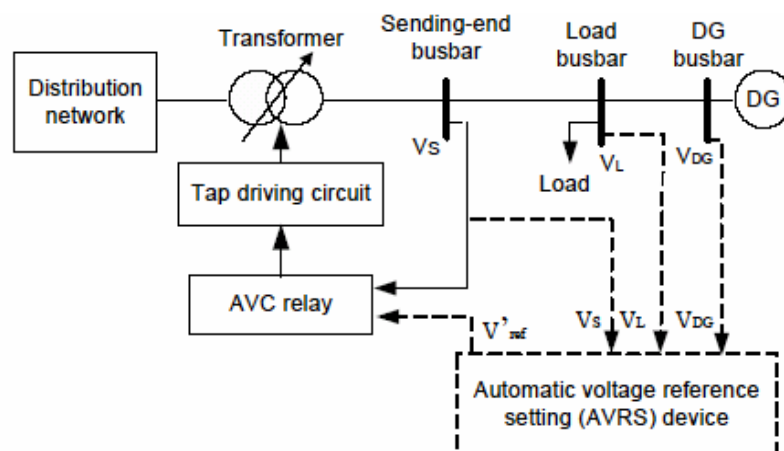 Transformer
Sending-end
busbar
Load
busbar
DG
busbar
Distribution
network
DG
VS
VL
VDG
Load
Tap driving circuit
AVC relay
V'ref
VS
VL
VDG
Automatic voltage reference
setting (AVRS) device